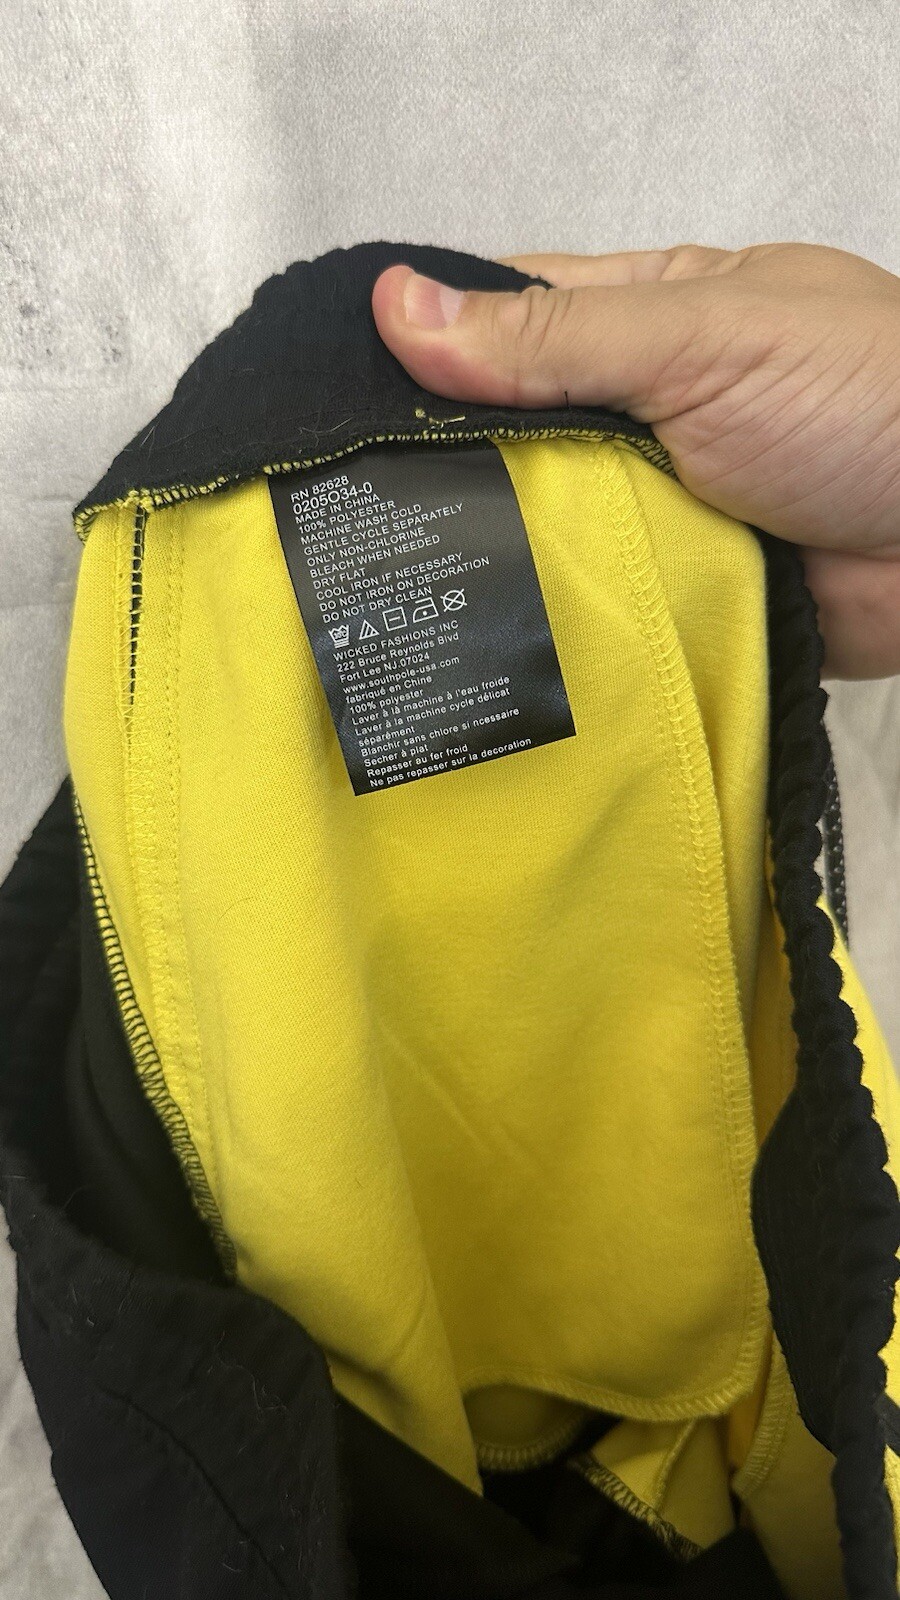 RN 82628
0205O34-0
MADE IN CHINA
100% POLYESTER
MACHINE WASH COLD
GENTLE CYCLE SEPARATELY
ONLY NON-CHLORINE
BLEACH WHEN NEEDED
DRY FLAT
COOL IRON IF NECESSARY
DO NOT IRON ON DECORATION
DO NOT DRY CLEAN
WICKED FASHIONS INC
222 Bruce Reynolds Blvd
Fort Lee NJ.07024
www.southpole-usa.com
fabriqué en Chine
100% polyester
Laver à là machine à l'eau froide
Laver à la machine cycle délicat
séparément
Blanchir sans chlore si ncessaire
Secher à plat
Repasser au fer froid
Ne pas repasser sur la decoration